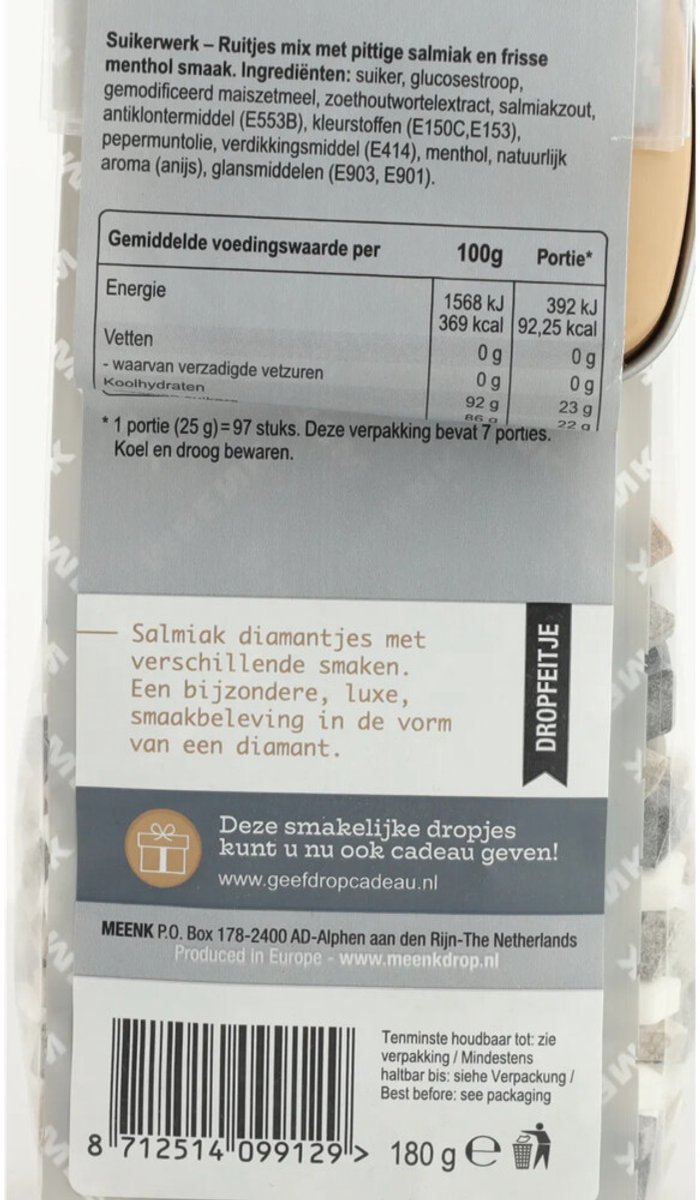 Suikerwerk – Ruitjes mix met pittige salmiak en frisse
menthol smaak. Ingrediënten: suiker, glucosestroop,
gemodificeerd maiszetmeel, zoethoutwortelextract, salmiakzout,
antiklontermiddel (E553B), kleurstoffen (E150C,E153),
pepermuntolie, verdikkingsmiddel (E414), menthol, natuurlijk
aroma (anijs), glansmiddelen (E903, E901).
Gemiddelde voedingswaarde per 100g Portie*
Energie 1568 kJ 392 kJ
369 kcal 92,25 kcal
Vetten 0 g 0 g
- waarvan verzadigde vetzuren 0 g 0 g
Koolhydraten 92 g 23 g
86 g 22 g
* 1 portie (25 g)=97 stuks. Deze verpakking bevat 7 porties.
Koel en droog bewaren.
Salmiak diamantjes met
verschillende smaken.
Een bijzondere, luxe,
smaakbeleving in de vorm
van een diamant.
DROPFEITJE
Deze smakelijke dropjes
kunt u nu ook cadeau geven!
www.geefdropcadeau.nl
MEENK P.O. Box 178-2400 AD-Alphen aan den Rijn-The Netherlands
Produced in Europe - www.meenkdrop.nl
Tenminste houdbaar tot: zie
verpakking / Mindestens
haltbar bis: siehe Verpackung /
Best before: see packaging
8 712514 099129 >
180 g e